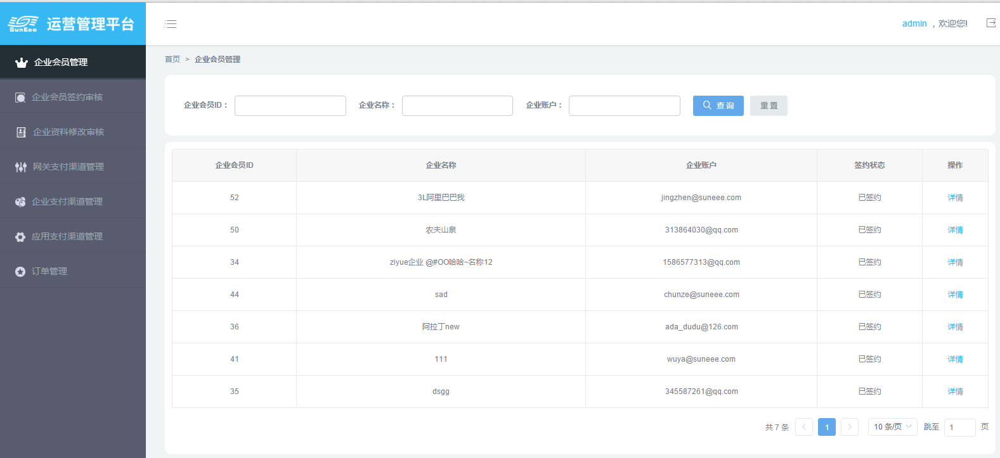 SunEee 运营管理平台
admin ，欢迎您!
企业会员管理
企业会员签约审核
企业资料修改审核
网关支付渠道管理
企业支付渠道管理
应用支付渠道管理
订单管理
首页 > 企业会员管理
企业会员ID： 企业名称： 企业账户： 查询 重置
企业会员ID 企业名称 企业账户 签约状态 操作
52 3L阿里巴巴我 jingzhen@suneee.com 已签约 详情
50 农夫山泉 313864030@qq.com 已签约 详情
34 ziyue企业 @#OO哈哈~名称12 1586577313@qq.com 已签约 详情
44 sad chunze@suneee.com 已签约 详情
36 阿拉丁new ada_dudu@126.com 已签约 详情
41 111 wuya@suneee.com 已签约 详情
35 dsgg 345587261@qq.com 已签约 详情
共 7 条 < 1 > 10 条/页 跳至 1 页